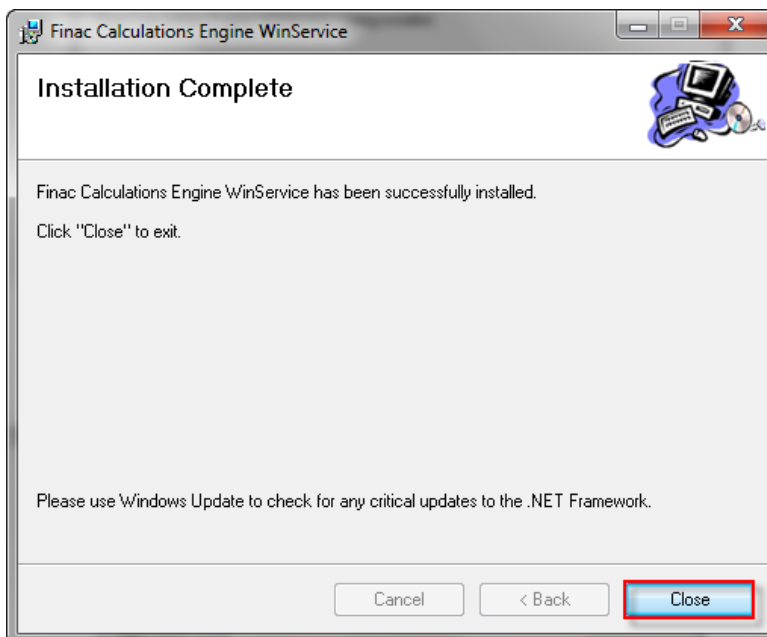 Finac Calculations Engine WinService
Installation Complete
Finac Calculations Engine WinService has been successfully installed.
Click "Close" to exit.
Please use Windows Update to check for any critical updates to the .NET Framework.
Cancel
< Back
Close